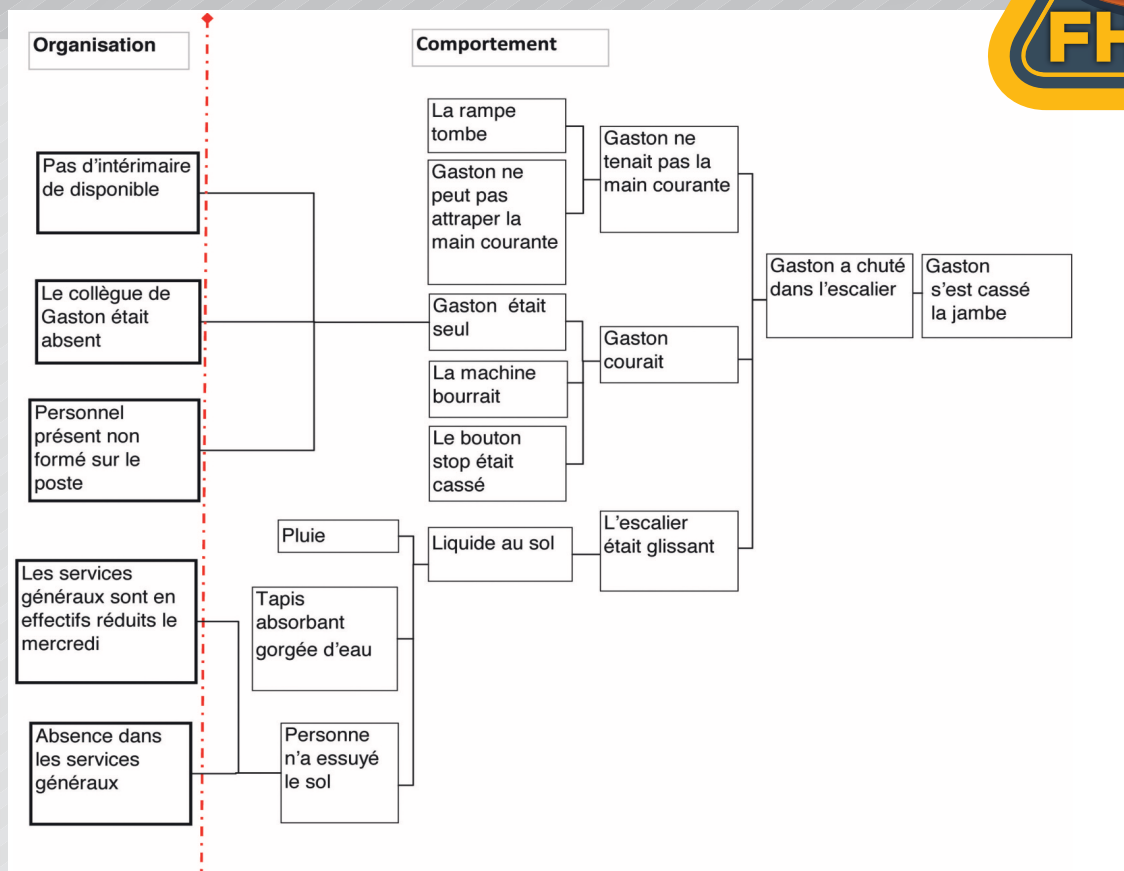 FH
Organisation
Comportement
La rampe
tombe
Gaston ne
tenait pas la
main courante
Pas d'intérimaire
de disponible
Gaston ne
peut pas
attraper la
main courante
Gaston a chuté
dans l'escalier
Gaston
s'est cassé
la jambe
Le collègue de
Gaston était
absent
Gaston était
seul
Gaston
courait
La machine
bourrait
Personnel
présent non
formé sur le
poste
Le bouton
stop était
cassé
L'escalier
était glissant
Pluie
Liquide au sol
Les services
généraux sont en
effectifs réduits le
mercredi
Tapis
absorbant
gorgée d'eau
Absence dans
les services
généraux
Personne
n'a essuyé
le sol